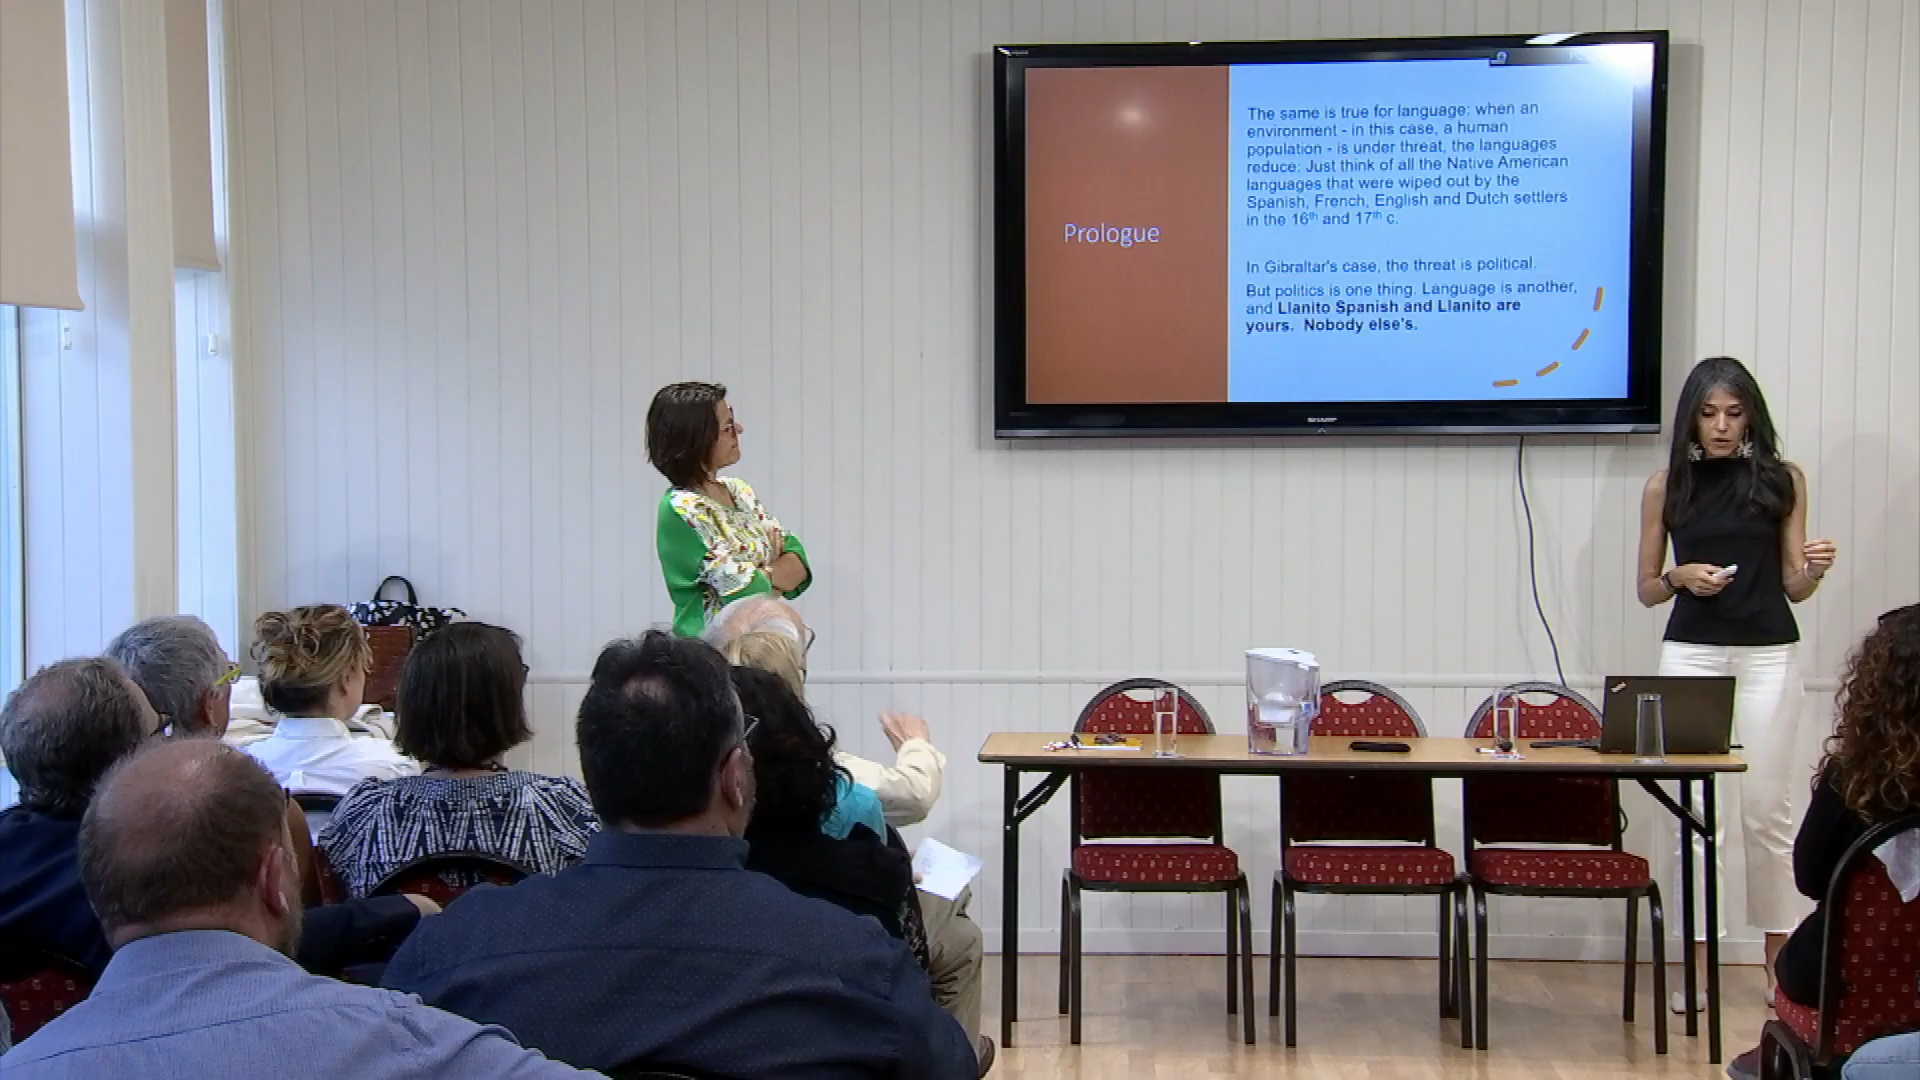 Prologue
The same is true for language: when an
environment - in this case, a human
population - is under threat, the languages
reduce: Just think of all the Native American
languages that were wiped out by the
Spanish, French, English and Dutch settlers
in the 16th and 17th c.
In Gibraltar's case, the threat is political.
But politics is one thing. Language is another,
and Llanito Spanish and Llanito are
yours. Nobody else's.
SHARP